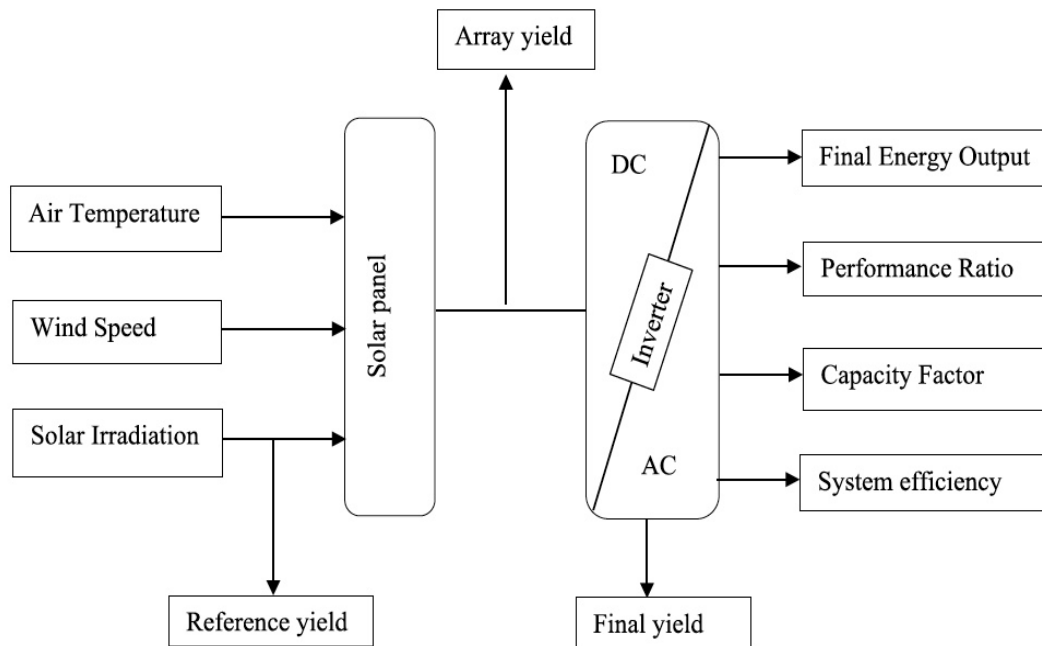 Array yield
DC
Final Energy Output
Air Temperature
Solar panel
Performance Ratio
Wind Speed
Inverter
Capacity Factor
Solar Irradiation
AC
System efficiency
Reference yield
Final yield